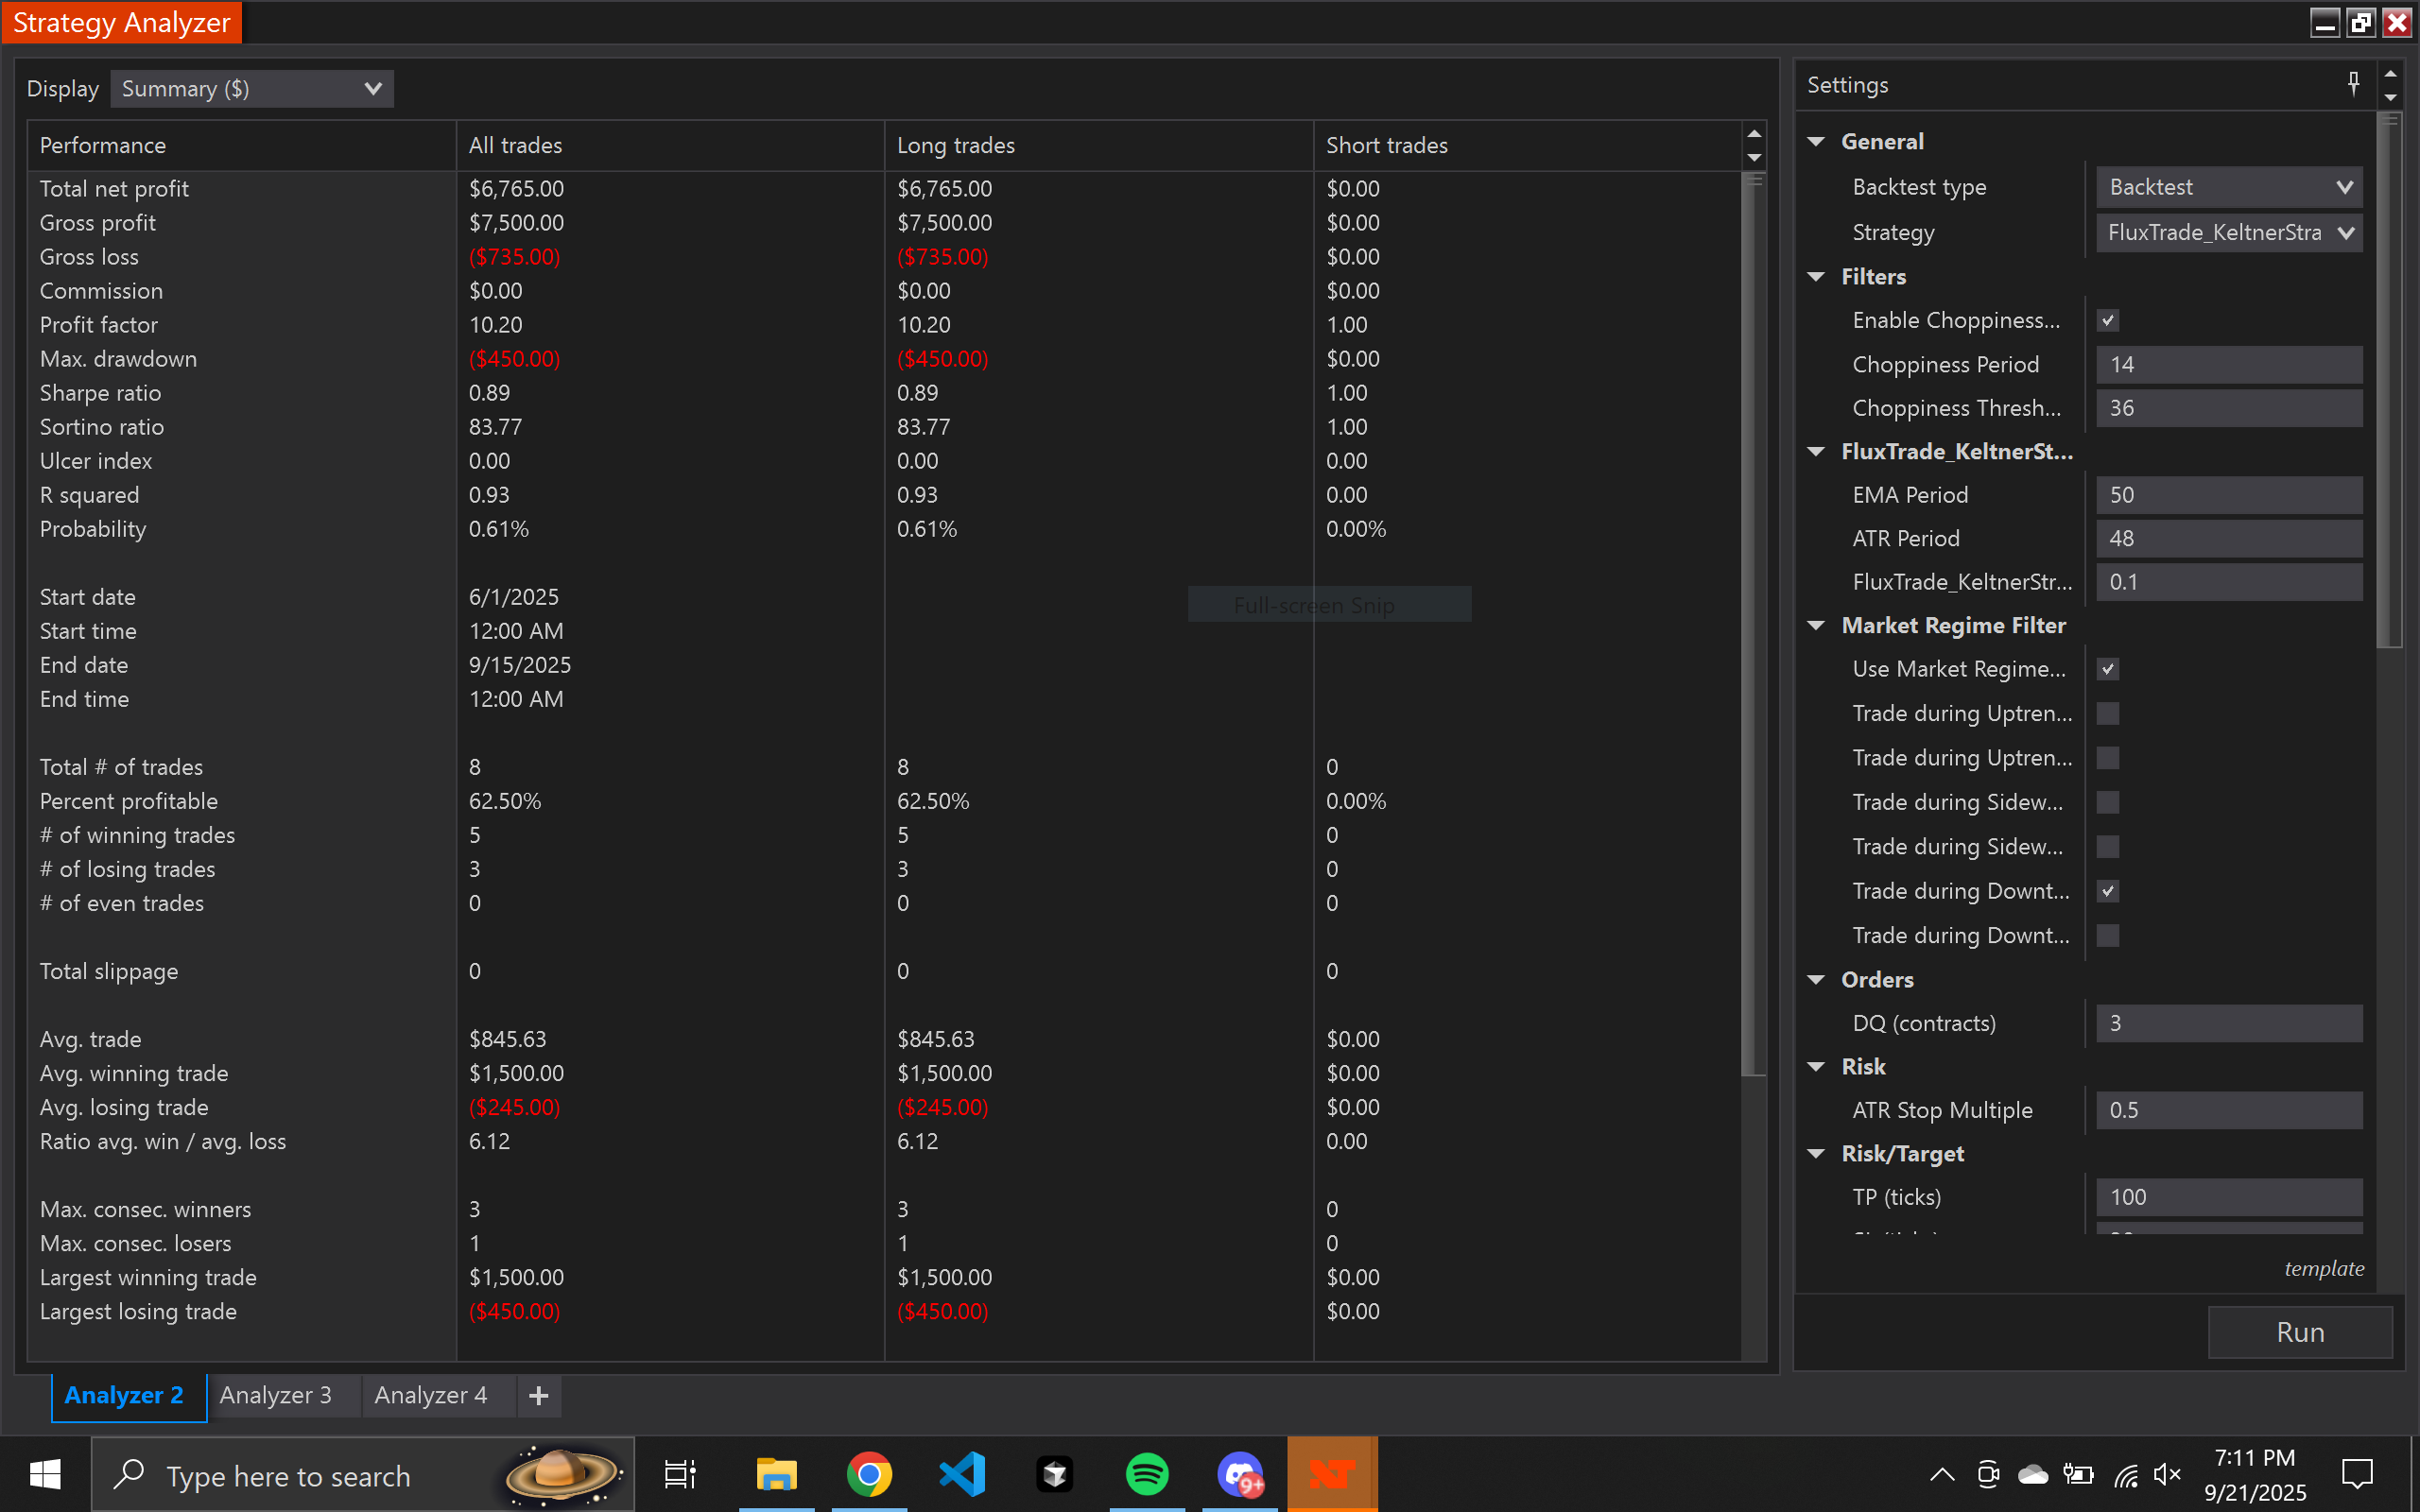 Strategy Analyzer
Display Summary ($)
Performance All trades Long trades Short trades
Total net profit $6,765.00 $6,765.00 $0.00
Gross profit $7,500.00 $7,500.00 $0.00
Gross loss ($735.00) ($735.00) $0.00
Commission $0.00 $0.00 $0.00
Profit factor 10.20 10.20 1.00
Max. drawdown ($450.00) ($450.00) $0.00
Sharpe ratio 0.89 0.89 1.00
Sortino ratio 83.77 83.77 1.00
Ulcer index 0.00 0.00 0.00
R squared 0.93 0.93 0.00
Probability 0.61% 0.61% 0.00%
Start date 6/1/2025
Full-screen Snip
Start time 12:00 AM
End date 9/15/2025
End time 12:00 AM
Total # of trades 8 8 0
Percent profitable 62.50% 62.50% 0.00%
# of winning trades 5 5 0
# of losing trades 3 3 0
# of even trades 0 0 0
Total slippage 0 0 0
Avg. trade $845.63 $845.63 $0.00
Avg. winning trade $1,500.00 $1,500.00 $0.00
Avg. losing trade ($245.00) ($245.00) $0.00
Ratio avg. win / avg. loss 6.12 6.12 0.00
Max. consec. winners 3 3 0
Max. consec. losers 1 1 0
Largest winning trade $1,500.00 $1,500.00 $0.00
Largest losing trade ($450.00) ($450.00) $0.00
Analyzer 2 Analyzer 3 Analyzer 4 +
Settings
General
Backtest type Backtest
Strategy FluxTrade_KeltnerStra
Filters
Enable Choppiness...
Choppiness Period 14
Choppiness Thresh... 36
FluxTrade_KeltnerSt...
EMA Period 50
ATR Period 48
FluxTrade_KeltnerStr... 0.1
Market Regime Filter
Use Market Regime...
Trade during Uptren...
Trade during Uptren...
Trade during Sidew...
Trade during Sidew...
Trade during Downt...
Trade during Downt...
Orders
DQ (contracts) 3
Risk
ATR Stop Multiple 0.5
Risk/Target
TP (ticks) 100
template
Run
Type here to search
9+
7:11 PM
9/21/2025